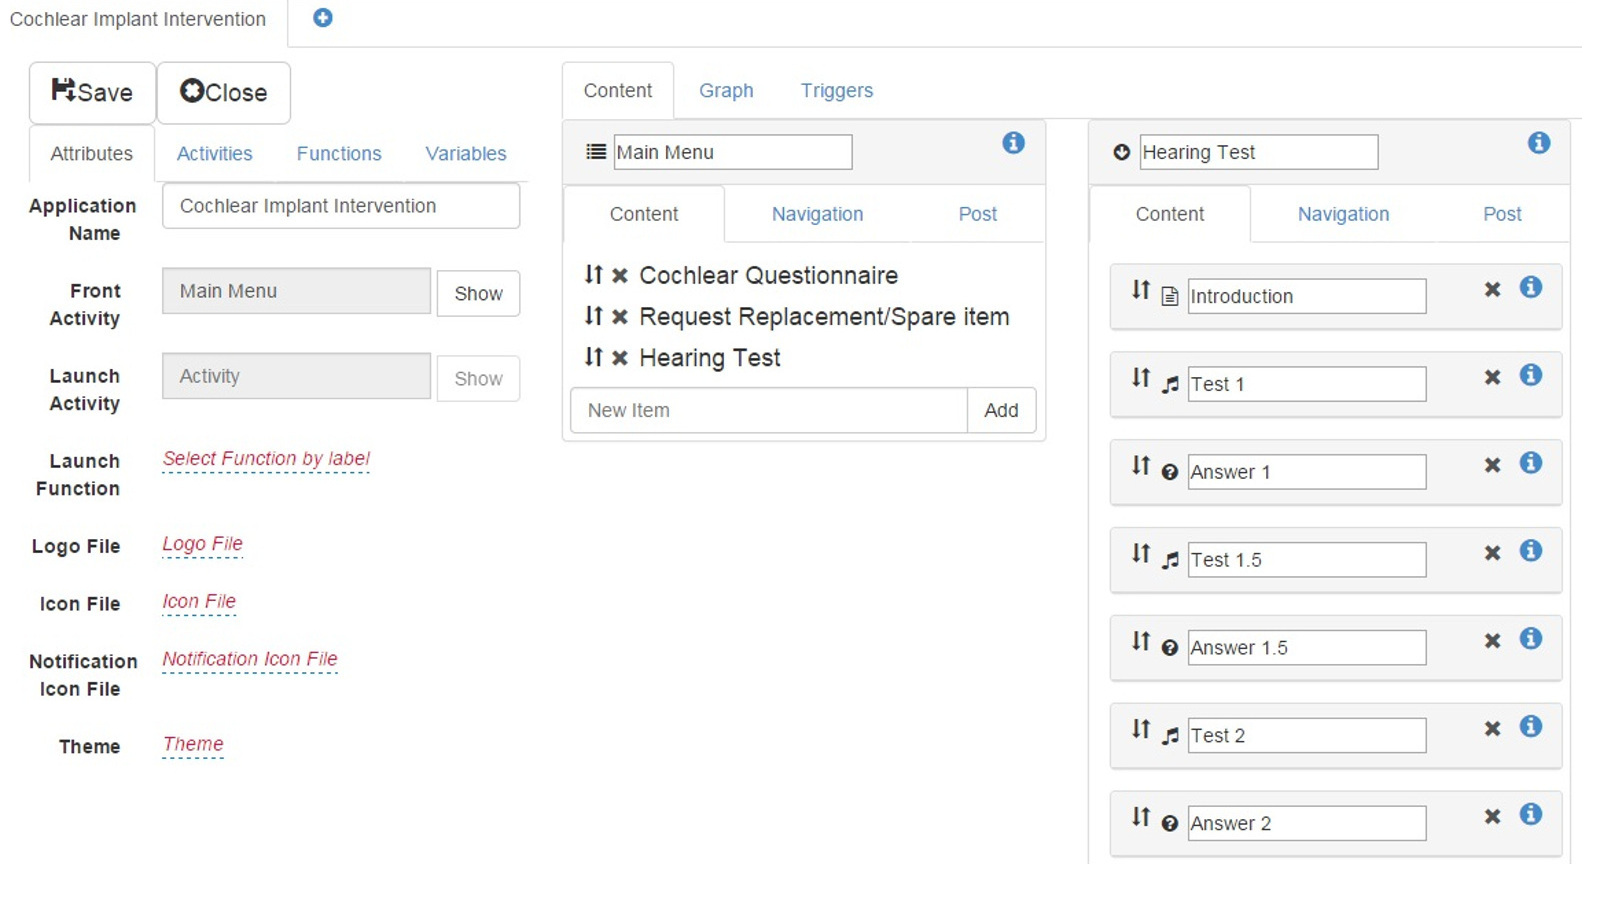 Cochlear Implant Intervention
Save Close
Attributes Activities Functions Variables
Application Name Cochlear Implant Intervention
Front Activity Main Menu Show
Launch Activity Activity Show
Launch Function Select Function by label
Logo File Logo File
Icon File Icon File
Notification Icon File Notification Icon File
Theme Theme
Content Graph Triggers
Main Menu
Content Navigation Post
Cochlear Questionnaire
Request Replacement/Spare item
Hearing Test
New Item Add
Hearing Test
Content Navigation Post
Introduction
Test 1
Answer 1
Test 1.5
Answer 1.5
Test 2
Answer 2